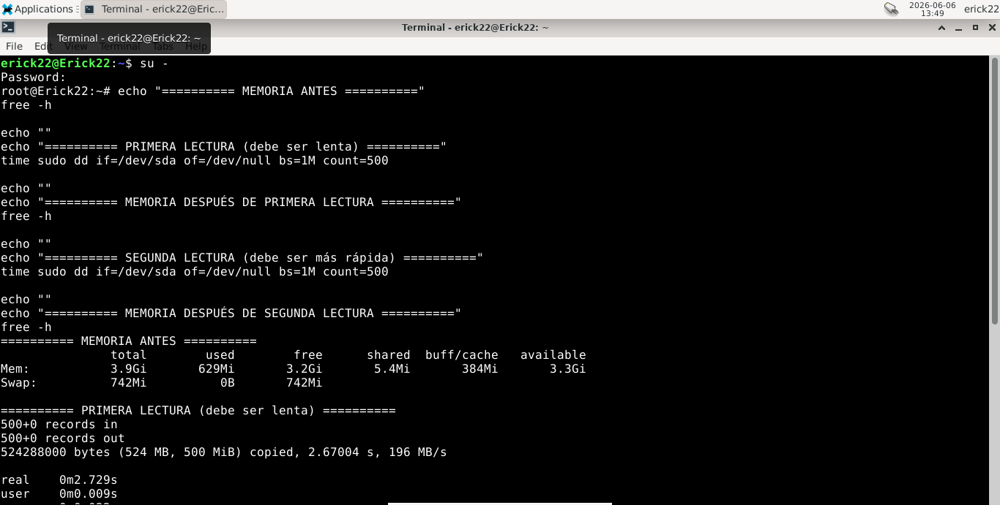 Applications
Terminal - erick22@Eric...
2026-06-06
13:49
erick22
Terminal - erick22@Erick22: ~
Terminal - erick22@Erick22: ~
File Edit View Terminal Tabs Help
erick22@Erick22:~$ su -
Password:
root@Erick22:~# echo "========== MEMORIA ANTES =========="
free -h
echo ""
echo "========== PRIMERA LECTURA (debe ser lenta) =========="
time sudo dd if=/dev/sda of=/dev/null bs=1M count=500
echo ""
echo "========== MEMORIA DESPUÉS DE PRIMERA LECTURA =========="
free -h
echo ""
echo "========== SEGUNDA LECTURA (debe ser más rápida) =========="
time sudo dd if=/dev/sda of=/dev/null bs=1M count=500
echo ""
echo "========== MEMORIA DESPUÉS DE SEGUNDA LECTURA =========="
free -h
========== MEMORIA ANTES ==========
total used free shared buff/cache available
Mem: 3.9Gi 629Mi 3.2Gi 5.4Mi 384Mi 3.3Gi
Swap: 742Mi 0B 742Mi
========== PRIMERA LECTURA (debe ser lenta) ==========
500+0 records in
500+0 records out
524288000 bytes (524 MB, 500 MiB) copied, 2.67004 s, 196 MB/s
real 0m2.729s
user 0m0.009s